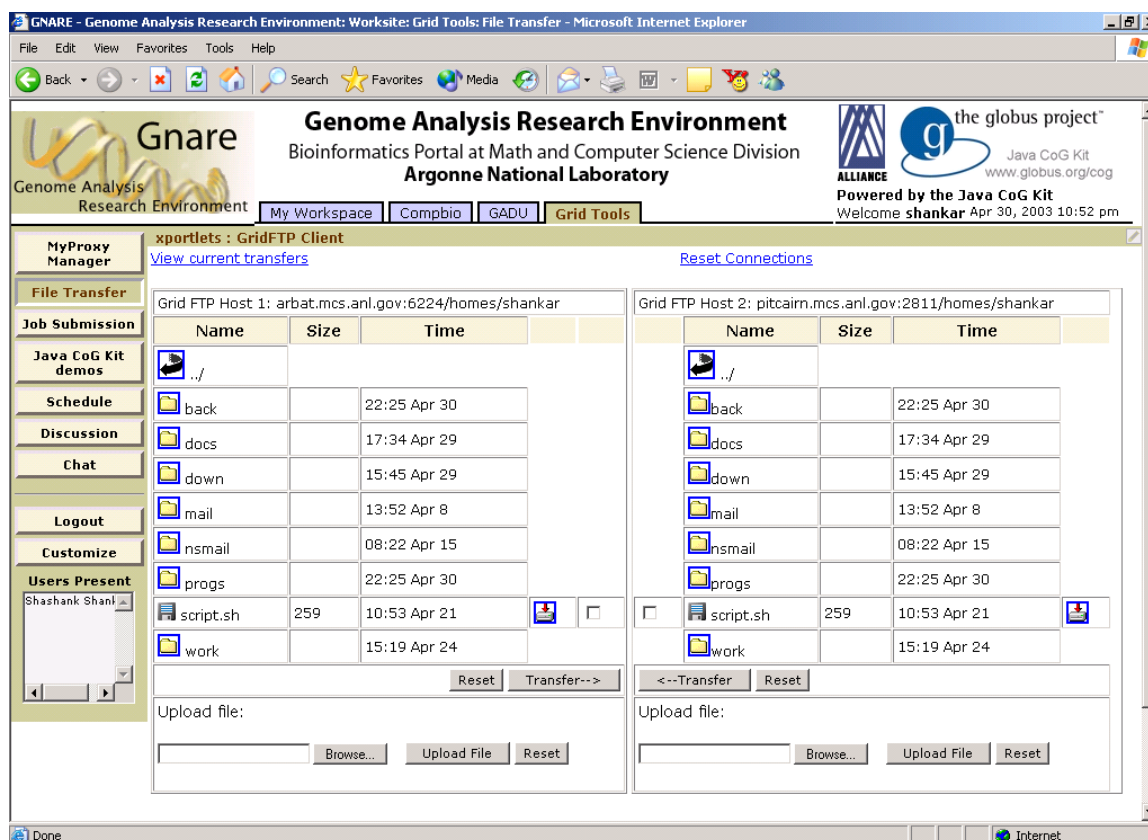 GNARE - Genome Analysis Research Environment: Worksite: Grid Tools: File Transfer - Microsoft Internet Explorer
File Edit View Favorites Tools Help
Back Search Favorites Media
Gnare
Genome Analysis
Research Environment
Genome Analysis Research Environment
Bioinformatics Portal at Math and Computer Science Division
Argonne National Laboratory
ALLIANCE
g
the globus project™
Java CoG Kit
www.globus.org/cog
Powered by the Java CoG Kit
Welcome shankar Apr 30, 2003 10:52 pm
My Workspace Compbio GADU Grid Tools
MyProxy
Manager
File Transfer
Job Submission
Java CoG Kit
demos
Schedule
Discussion
Chat
Logout
Customize
Users Present
xportlets : GridFTP Client
View current transfers Reset Connections
Grid FTP Host 1: arbat.mcs.anl.gov:6224/homes/shankar
Name Size Time
../
back 22:25 Apr 30
docs 17:34 Apr 29
down 15:45 Apr 29
mail 13:52 Apr 8
nsmail 08:22 Apr 15
progs 22:25 Apr 30
script.sh 259 10:53 Apr 21
work 15:19 Apr 24
Reset Transfer-->
Upload file:
Browse... Upload File Reset
Grid FTP Host 2: pitcairn.mcs.anl.gov:2811/homes/shankar
Name Size Time
../
back 22:25 Apr 30
docs 17:34 Apr 29
down 15:45 Apr 29
mail 13:52 Apr 8
nsmail 08:22 Apr 15
progs 22:25 Apr 30
script.sh 259 10:53 Apr 21
work 15:19 Apr 24
<--Transfer Reset
Upload file:
Browse... Upload File Reset
Shashank
Done Internet